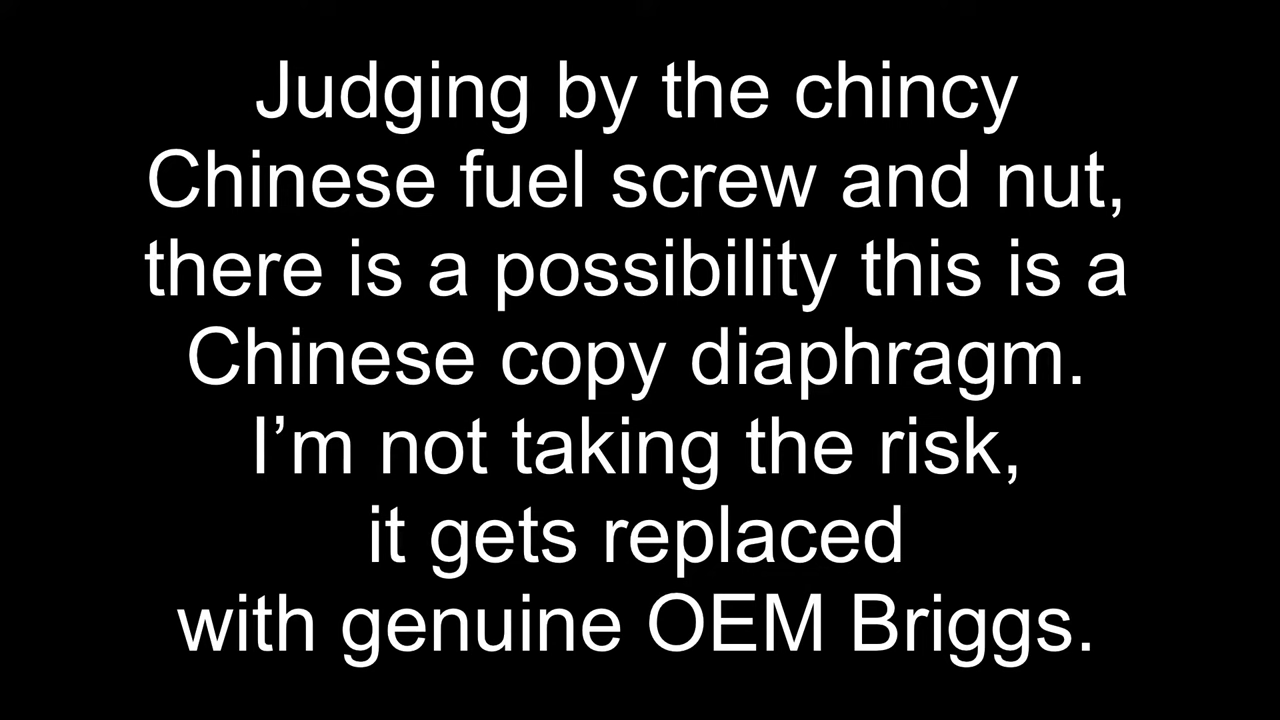 Judging by the chincy
Chinese fuel screw and nut,
there is a possibility this is a
Chinese copy diaphragm.
I’m not taking the risk,
it gets replaced
with genuine OEM Briggs.